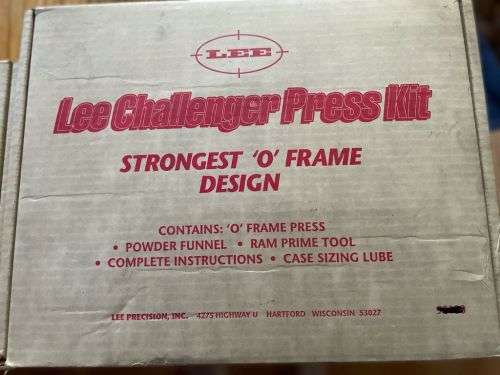 LEE
Lee Challenger Press Kit
STRONGEST 'O' FRAME
DESIGN
CONTAINS: 'O' FRAME PRESS
• POWDER FUNNEL • RAM PRIME TOOL
• COMPLETE INSTRUCTIONS • CASE SIZING LUBE
LEE PRECISION, INC. 4275 HIGHWAY U HARTFORD WISCONSIN 53027